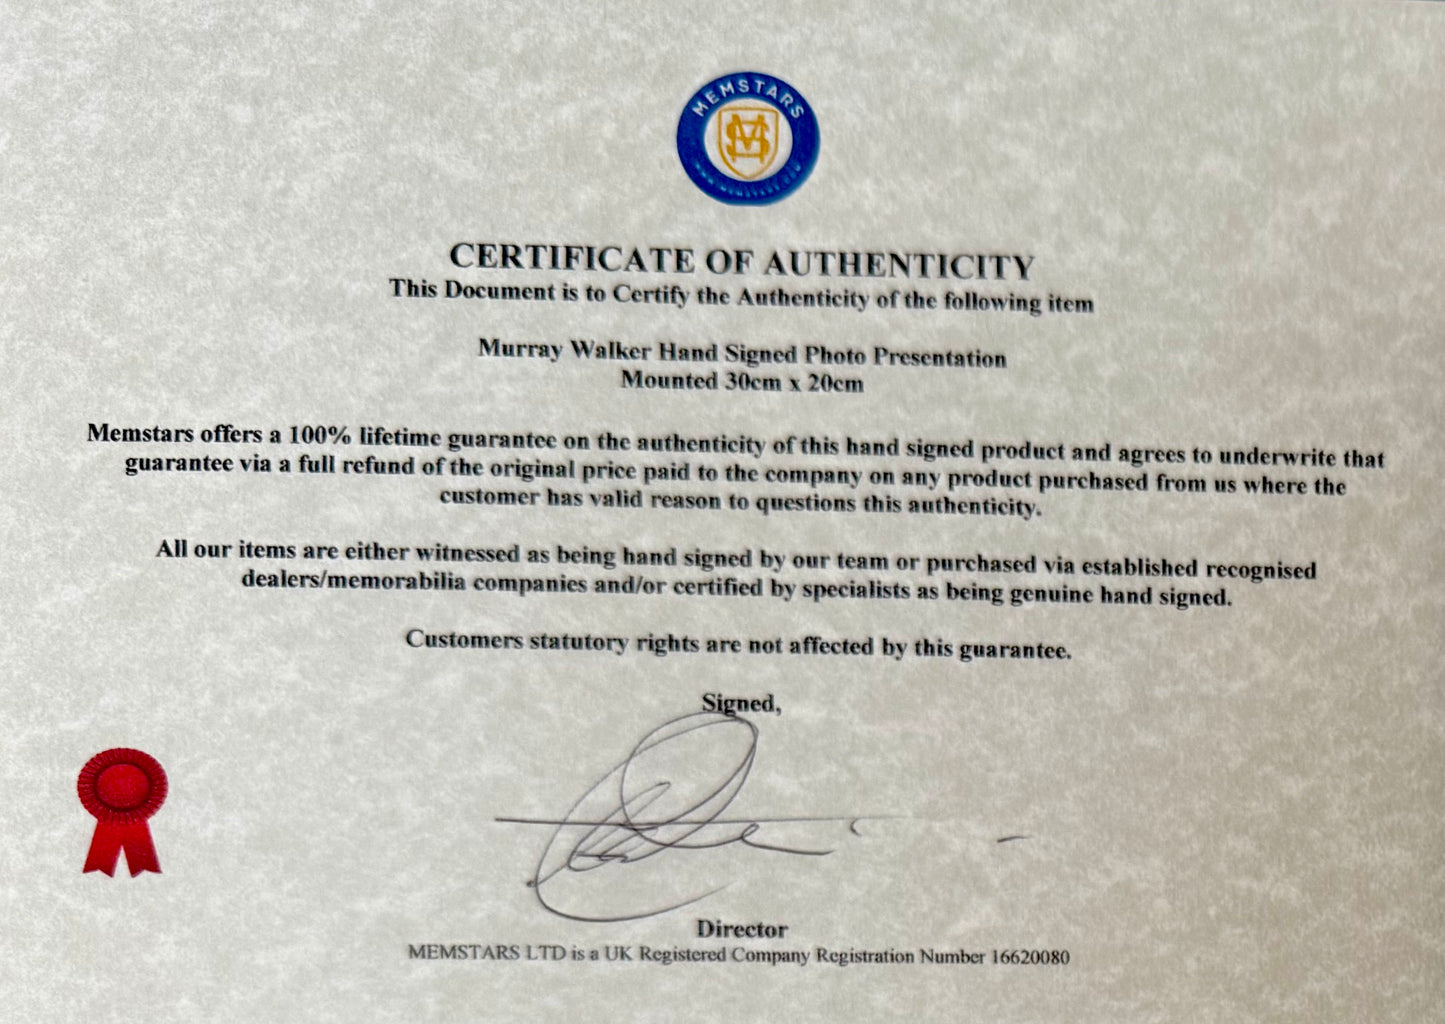 MEMSTARS
MS
CERTIFICATE OF AUTHENTICITY
This Document is to Certify the Authenticity of the following item
Murray Walker Hand Signed Photo Presentation
Mounted 30cm x 20cm
Memstars offers a 100% lifetime guarantee on the authenticity of this hand signed product and agrees to underwrite that
guarantee via a full refund of the original price paid to the company on any product purchased from us where the
customer has valid reason to questions this authenticity.
All our items are either witnessed as being hand signed by our team or purchased via established recognised
dealers/memorabilia companies and/or certified by specialists as being genuine hand signed.
Customers statutory rights are not affected by this guarantee.
Signed,
Director
MEMSTARS LTD is a UK Registered Company Registration Number 16620080